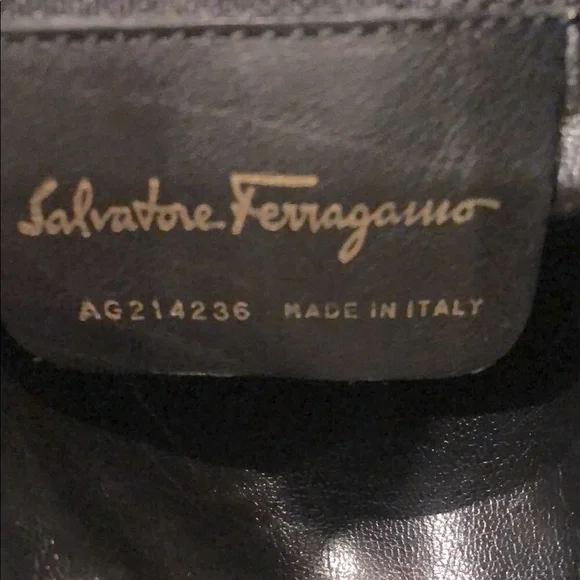 Salvatore Ferragamo
AG214236 MADE IN ITALY